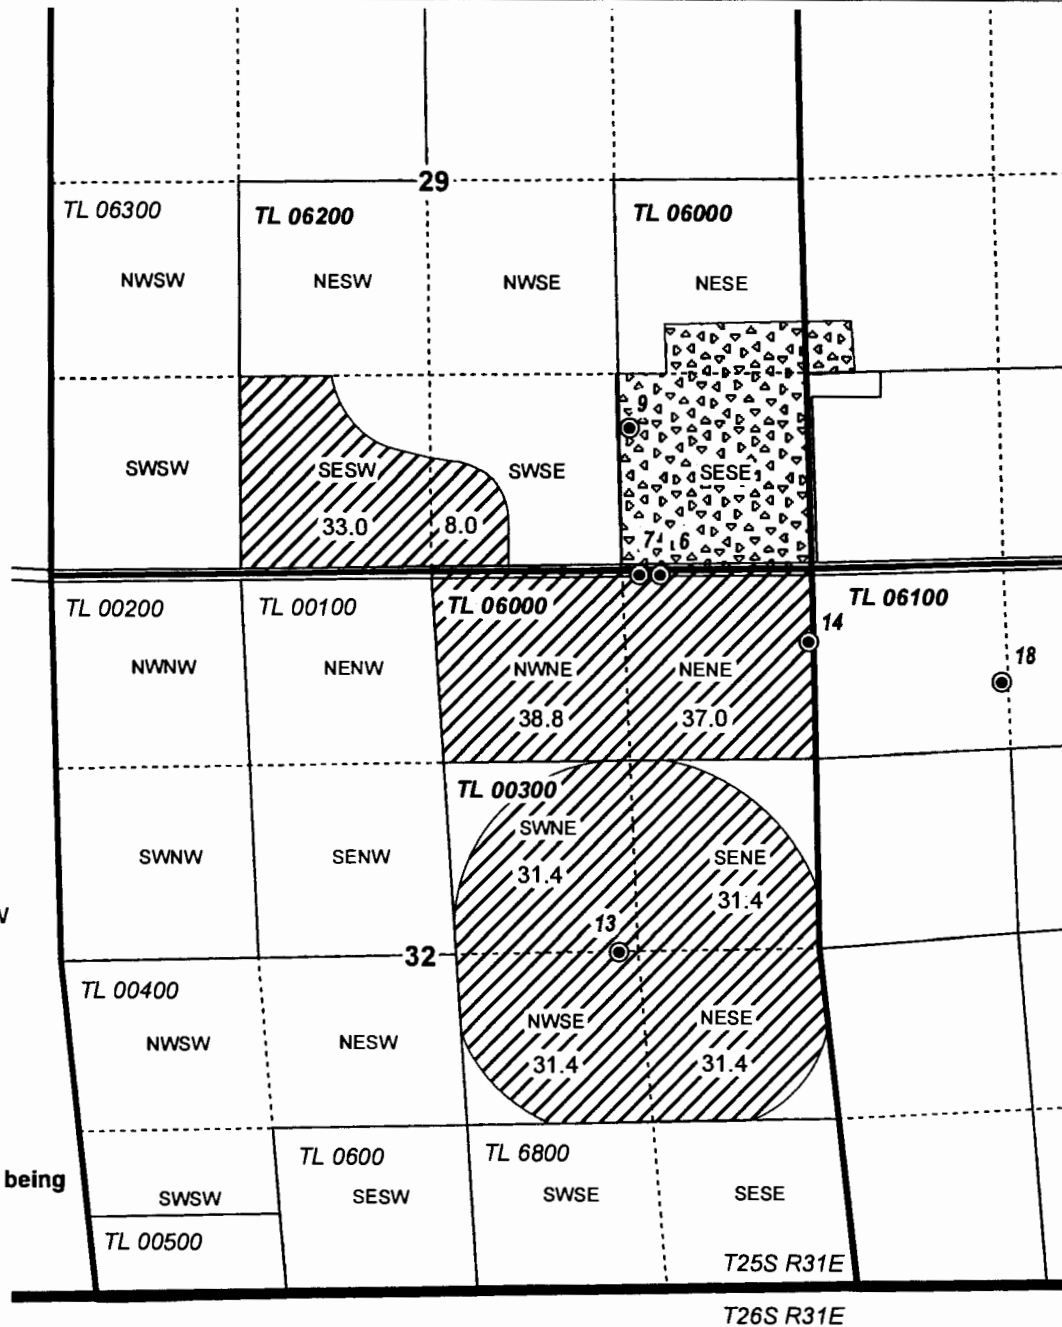 29
TL 06300
TL 06200
TL 06000
NWSW
NESW
NWSE
NESE
9
SWSW
SESW
SWSE
SESE
33.0
8.0
7
6
TL 00200
TL 00100
TL 06000
TL 06100
14
NWNW
NENW
NWNE
NENE
18
38.8
37.0
TL 00300
SWNE
SWNW
SENW
SENE
31.4
31.4
13
32
TL 00400
NWSW
NESW
NWSE
NESE
31.4
31.4
TL 0600
TL 6800
being
SWSW
SESW
SWSE
SESE
TL 00500
T25S R31E
T26S R31E